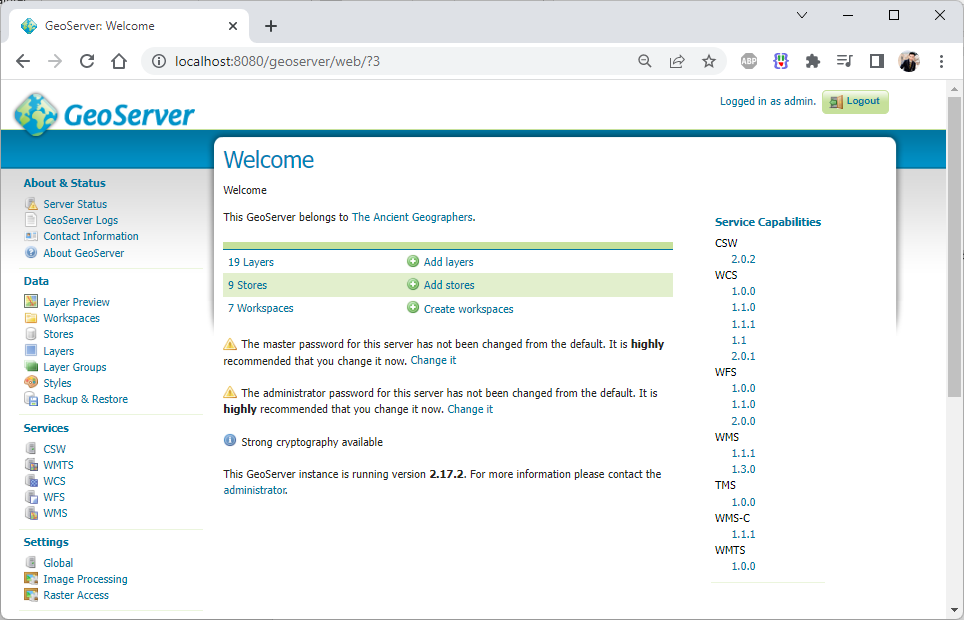 GeoServer: Welcome
localhost:8080/geoserver/web/?3
ABP
GeoServer
Logged in as admin.
Logout
About & Status
Server Status
GeoServer Logs
Contact Information
About GeoServer
Data
Layer Preview
Workspaces
Stores
Layers
Layer Groups
Styles
Backup & Restore
Services
CSW
WMTS
WCS
WFS
WMS
Settings
Global
Image Processing
Raster Access
Welcome
Welcome
This GeoServer belongs to The Ancient Geographers.
19 Layers Add layers
9 Stores Add stores
7 Workspaces Create workspaces
The master password for this server has not been changed from the default. It is highly
recommended that you change it now. Change it
The administrator password for this server has not been changed from the default. It is
highly recommended that you change it now. Change it
Strong cryptography available
This GeoServer instance is running version 2.17.2. For more information please contact the
administrator.
Service Capabilities
CSW
2.0.2
WCS
1.0.0
1.1.0
1.1.1
1.1
2.0.1
WFS
1.0.0
1.1.0
2.0.0
WMS
1.1.1
1.3.0
TMS
1.0.0
WMS-C
1.1.1
WMTS
1.0.0